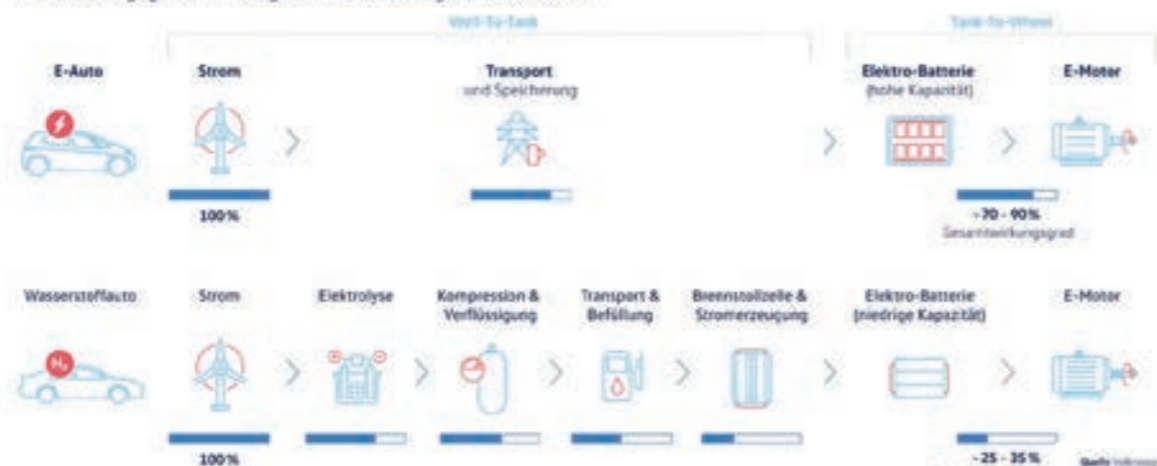 Well-To-Tank
Tank-To-Wheel
E-Auto
Strom
Transport
und Speicherung
Elektro-Batterie
(hohe Kapazität)
E-Motor
100%
~70 - 90%
Gesamtwirkungsgrad
Wasserstoffauto
Strom
Elektrolyse
Kompression &
Verflüssigung
Transport &
Befüllung
Brennstoffzelle &
Stromerzeugung
Elektro-Batterie
(niedrige Kapazität)
E-Motor
H₂
100%
~25 - 35%